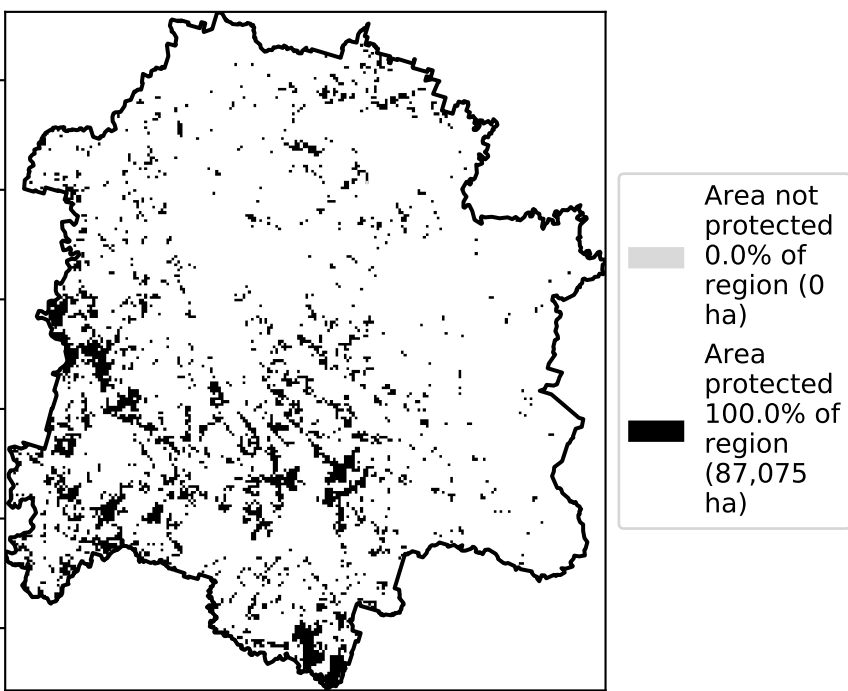 Area not
protected
0.0% of
region (0
ha)
Area
protected
100.0% of
region
(87,075
ha)